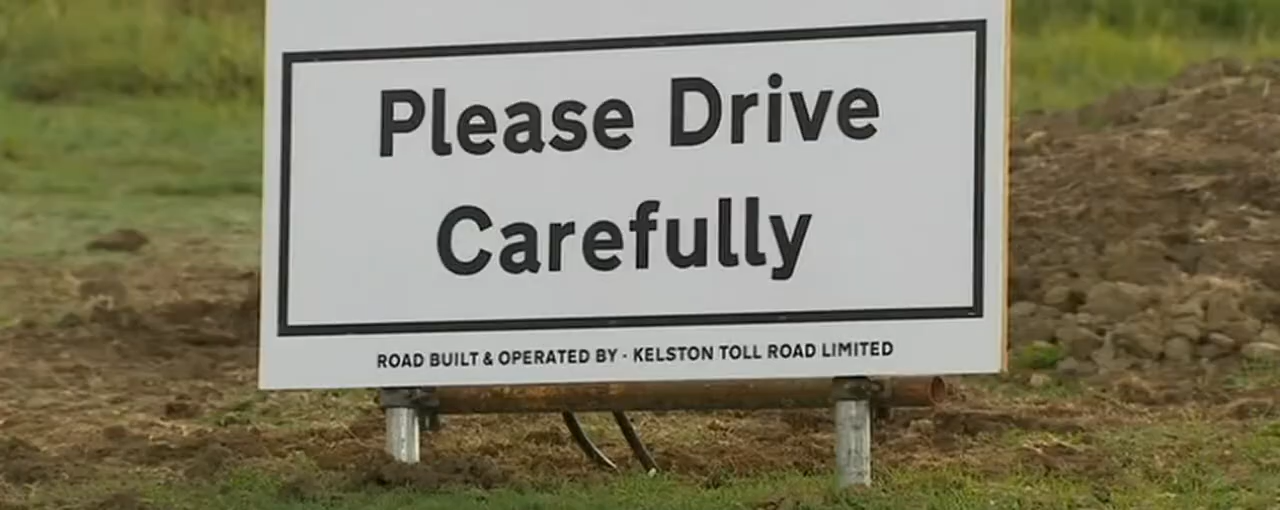 Please Drive
Carefully
ROAD BUILT & OPERATED BY - KELSTON TOLL ROAD LIMITED